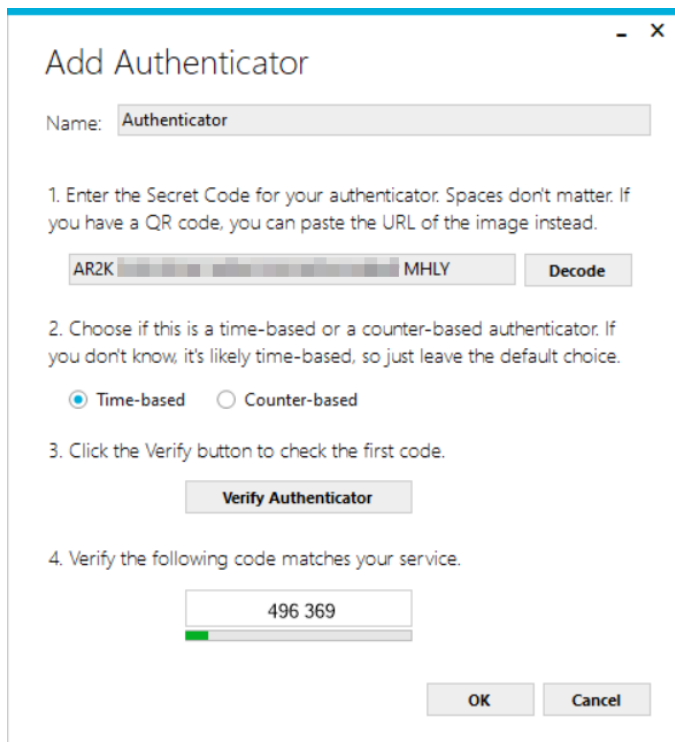 Add Authenticator
Name: Authenticator
1. Enter the Secret Code for your authenticator. Spaces don't matter. If
you have a QR code, you can paste the URL of the image instead.
AR2K MHLY Decode
2. Choose if this is a time-based or a counter-based authenticator. If
you don't know, it's likely time-based, so just leave the default choice.
Time-based Counter-based
3. Click the Verify button to check the first code.
Verify Authenticator
4. Verify the following code matches your service.
496 369
OK Cancel